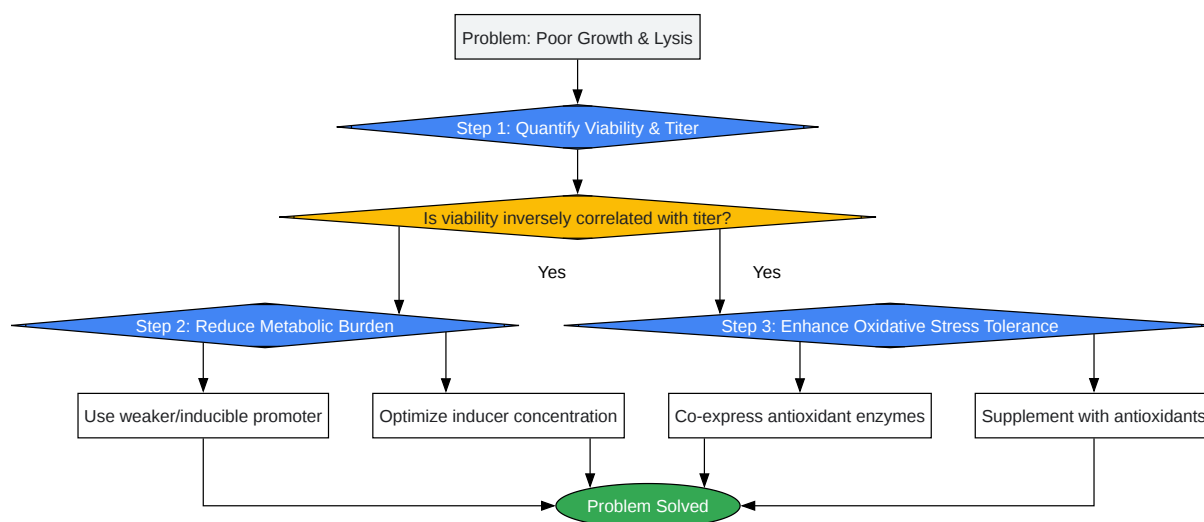 Problem: Poor Growth & Lysis
Step 1: Quantify Viability & Titer
Is viability inversely correlated with titer?
Yes
Yes
Step 2: Reduce Metabolic Burden
Step 3: Enhance Oxidative Stress Tolerance
Use weaker/inducible promoter
Optimize inducer concentration
Co-express antioxidant enzymes
Supplement with antioxidants
Problem Solved